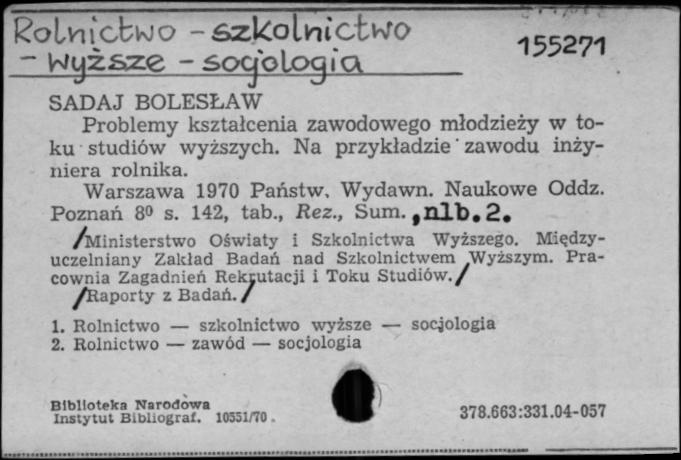 Rolnictwo - szkolnictwo
155271
- wyższe - socjologia
SADAJ BOLESŁAW
Problemy kształcenia zawodowego młodzieży w to-
ku studiów wyższych. Na przykładzie zawodu inży-
niera rolnika.
Warszawa 1970 Państw. Wydawn. Naukowe Oddz.
Poznań 8⁰ s. 142, tab., Rez., Sum. , nlb. 2.
/Ministerstwo Oświaty i Szkolnictwa Wyższego. Między-
uczelniany Zakład Badań nad Szkolnictwem Wyższym. Pra-
cownia Zagadnień Rekrutacji i Toku Studiów./
/Raporty z Badań./
1. Rolnictwo — szkolnictwo wyższe — socjologia
2. Rolnictwo — zawód — socjologia
Biblioteka Narodowa
Instytut Bibliograf. 10551/70.
378.663:331.04-057